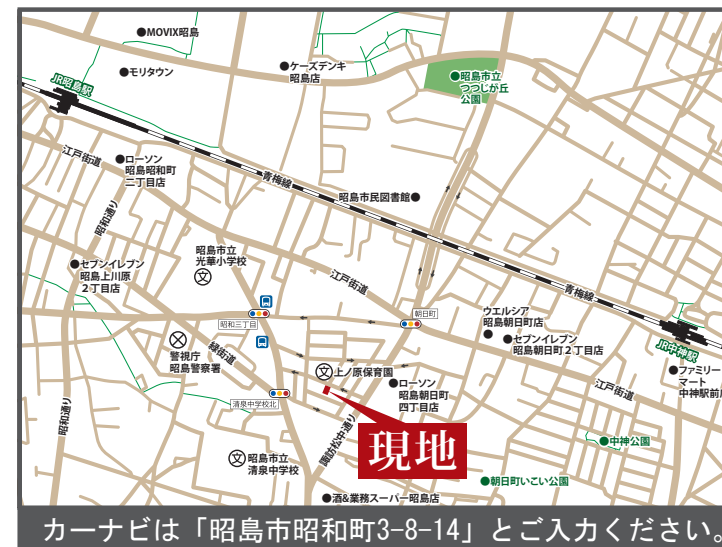 ●MOVIX昭島
●モリタウン
●ケーズデンキ
昭島店
●昭島市立
つつじが丘
公園
JR昭島駅
江戸街道
●ローソン
昭島昭和町
二丁目店
青梅線
昭島市民図書館●
昭和通り
昭島市立
光華小学校
文
●セブンイレブン
昭島上川原
２丁目店
江戸街道
青梅線
昭和三丁目
朝日町
ウエルシア
昭島朝日町店
●
●セブンイレブン
昭島朝日町２丁目店
JR中神駅
警視庁
昭島警察署
緑街道
文
上ノ原保育園
●ローソン
昭島朝日町
四丁目店
●ファミリー
マート
中神駅前店
江戸街道
清泉中学校北
昭和通り
諏訪松中通り
現地
●中神公園
文
昭島市立
清泉中学校
●朝日町いこい公園
●酒&業務スーパー昭島店
カーナビは「昭島市昭和町3-8-14」とご入力ください。